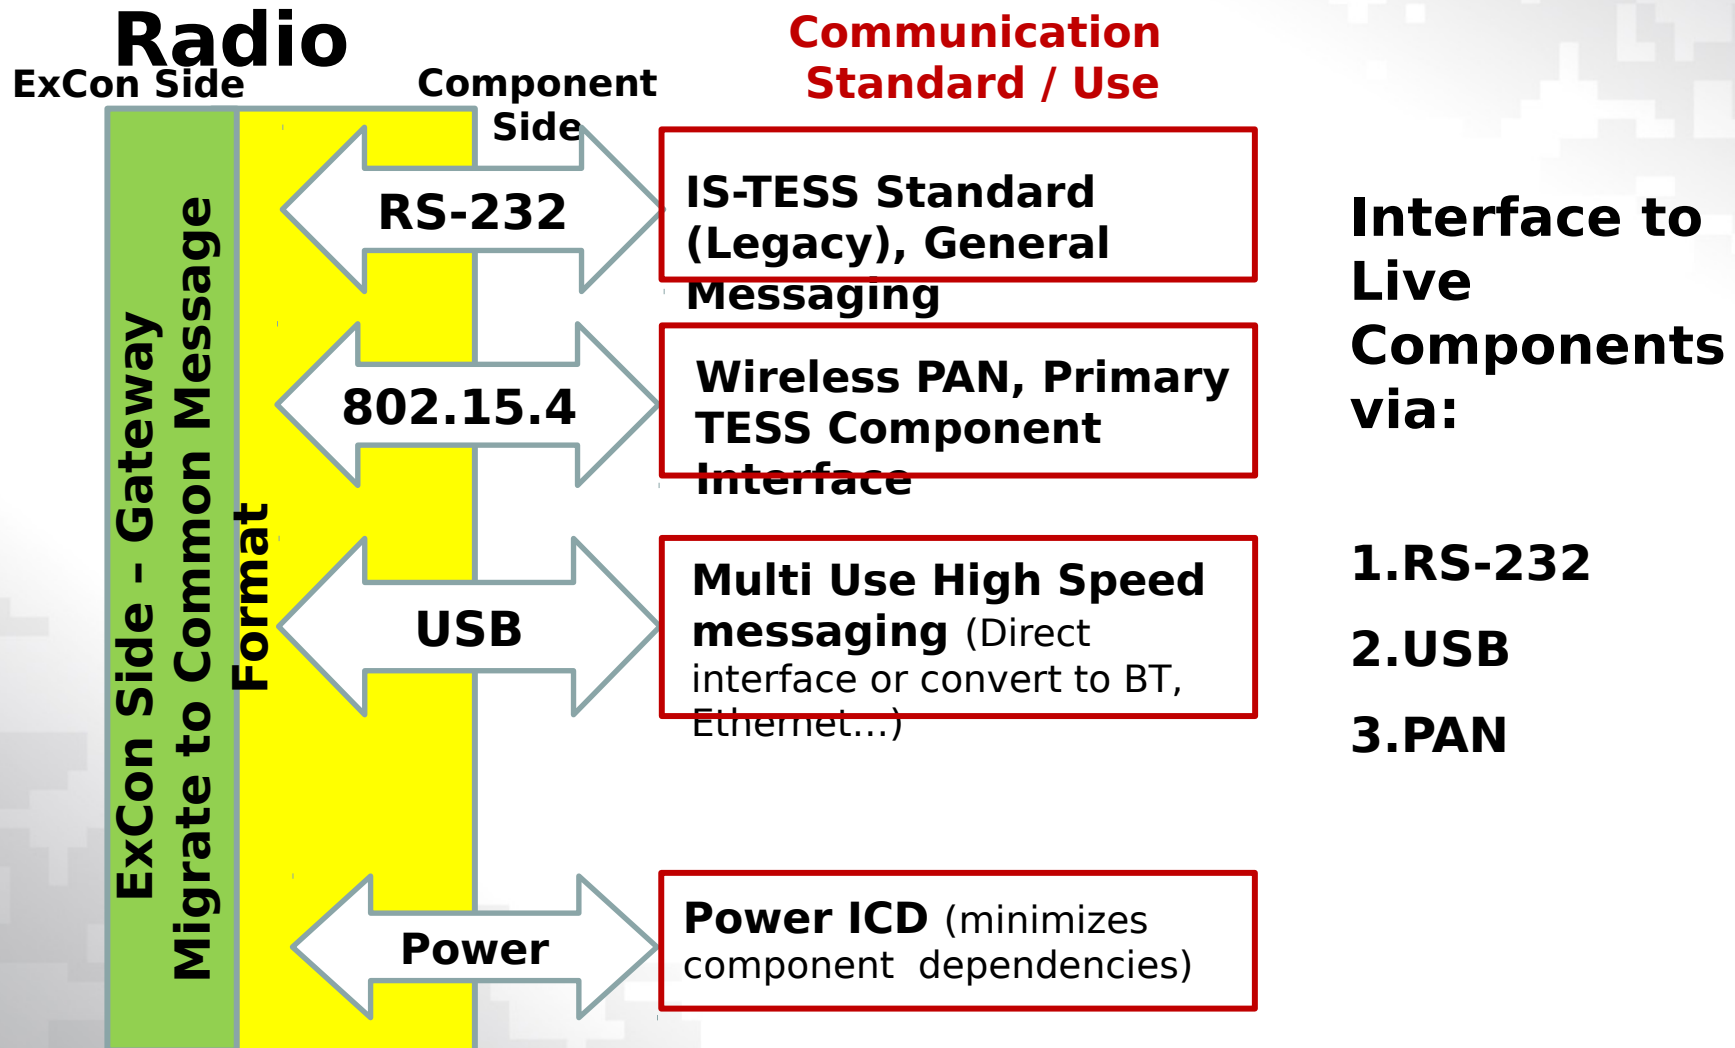 Radio
ExCon Side
Component
Side
Communication
Standard / Use
ExCon Side – Gateway
Migrate to Common Message
Format
RS-232
IS-TESS Standard
(Legacy), General
Messaging
802.15.4
Wireless PAN, Primary
TESS Component
Interface
USB
Multi Use High Speed
messaging (Direct
interface or convert to BT,
Ethernet…)
Power
Power ICD (minimizes
component  dependencies)
Interface to
Live
Components
via:
1.RS-232
2.USB
3.PAN